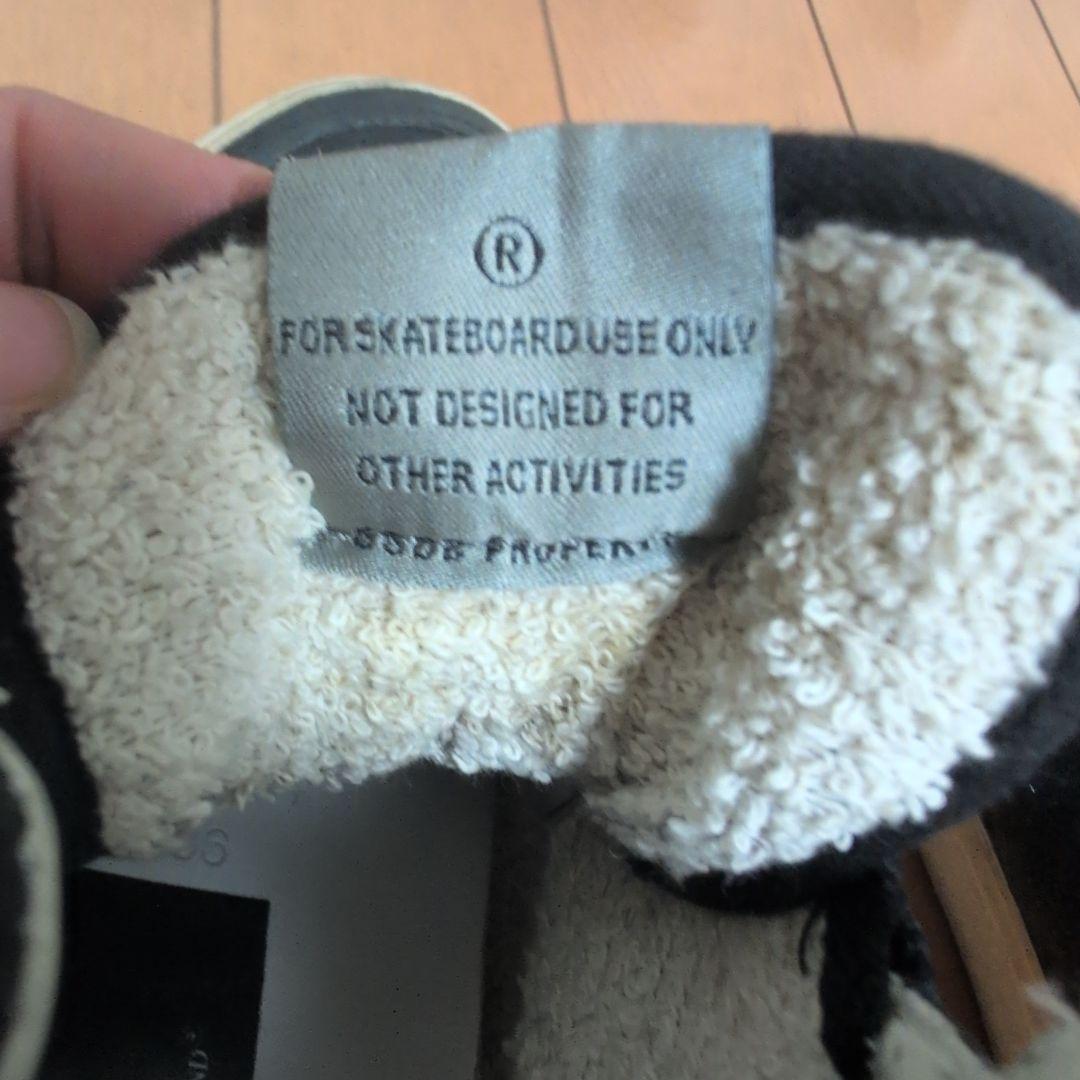 ®
FOR SKATEBOARD USE ONLY
NOT DESIGNED FOR
OTHER ACTIVITIES